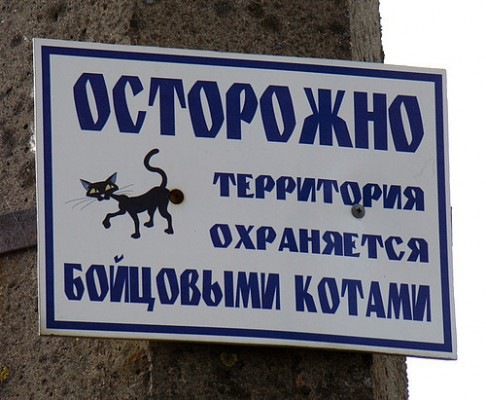 ОСТОРОЖНО
ТЕРРИТОРИЯ
ОХРАНЯЕТСЯ
БОЙЦОВЫМИ КОТАМИ